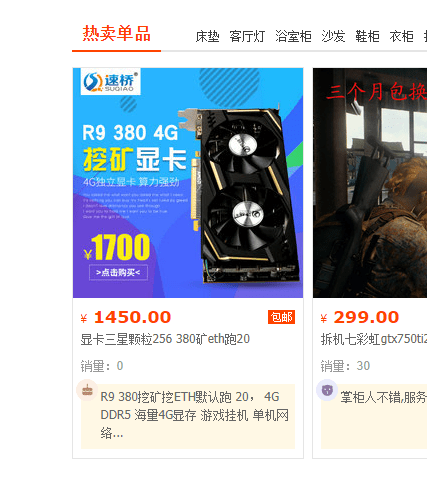 热卖单品
床垫 客厅灯 浴室柜 沙发 鞋柜 衣柜
速桥
SUQIAO
R9 380 4G
挖矿显卡
4G独立显卡 算力强劲
¥1700
>点击购买<
三个月包换
¥ 1450.00
包邮
显卡三星颗粒256 380矿eth跑20
销量：0
R9 380挖矿挖ETH默认跑 20， 4G
DDR5 海量4G显存 游戏挂机 单机网
络...
¥ 299.00
拆机七彩虹gtx750ti2
销量：30
掌柜人不错,服务